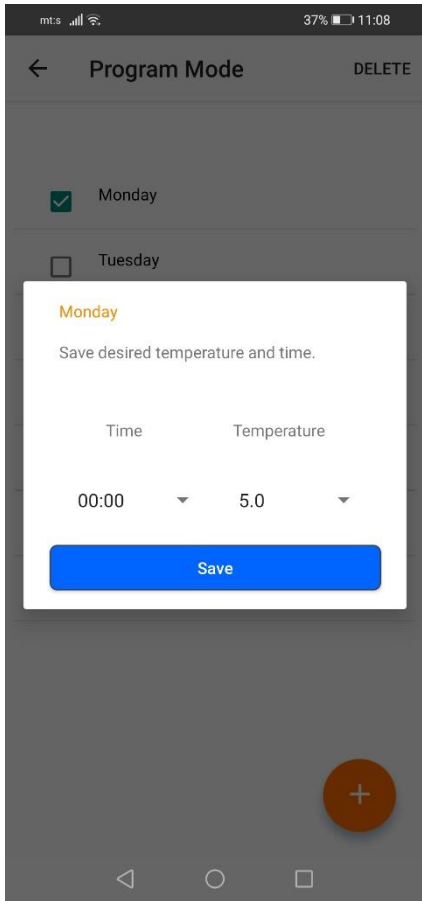 mt:s 37% 11:08
Program Mode DELETE
Monday
Tuesday
Monday
Save desired temperature and time.
Time Temperature
00:00 5.0
Save
+